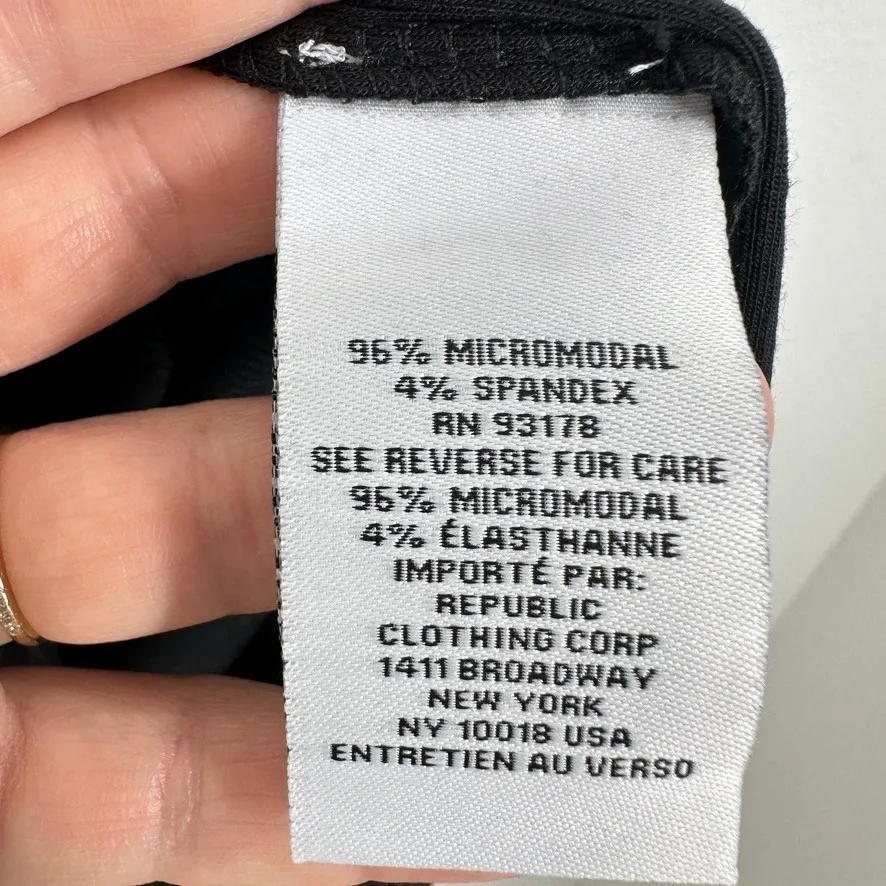 96% MICROMODAL
4% SPANDEX
RN 93178
SEE REVERSE FOR CARE
96% MICROMODAL
4% ÉLASTHANNE
IMPORTÉ PAR:
REPUBLIC
CLOTHING CORP
1411 BROADWAY
NEW YORK
NY 10018 USA
ENTRETIEN AU VERSO